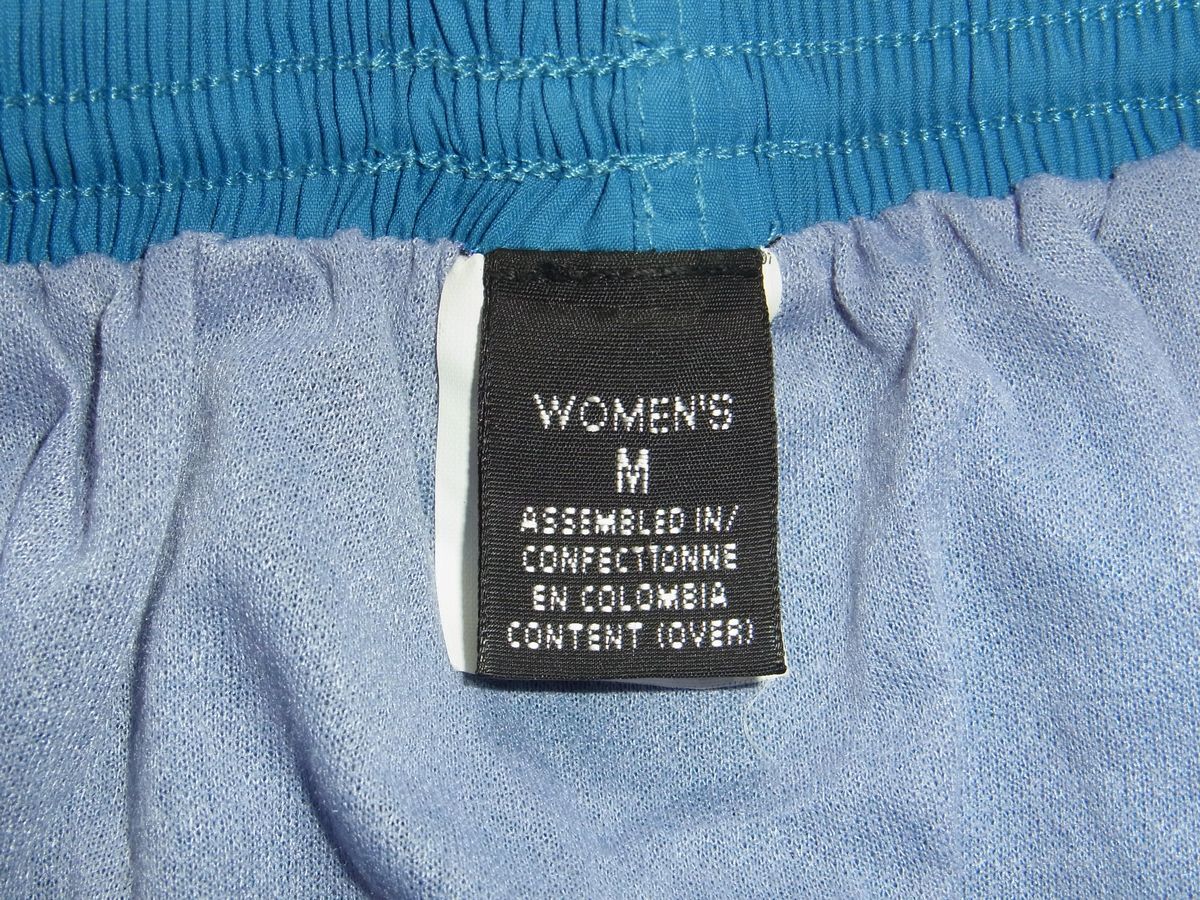 WOMEN'S
M
ASSEMBLED IN/
CONFECTIONNE
EN COLOMBIA
CONTENT (OVER)